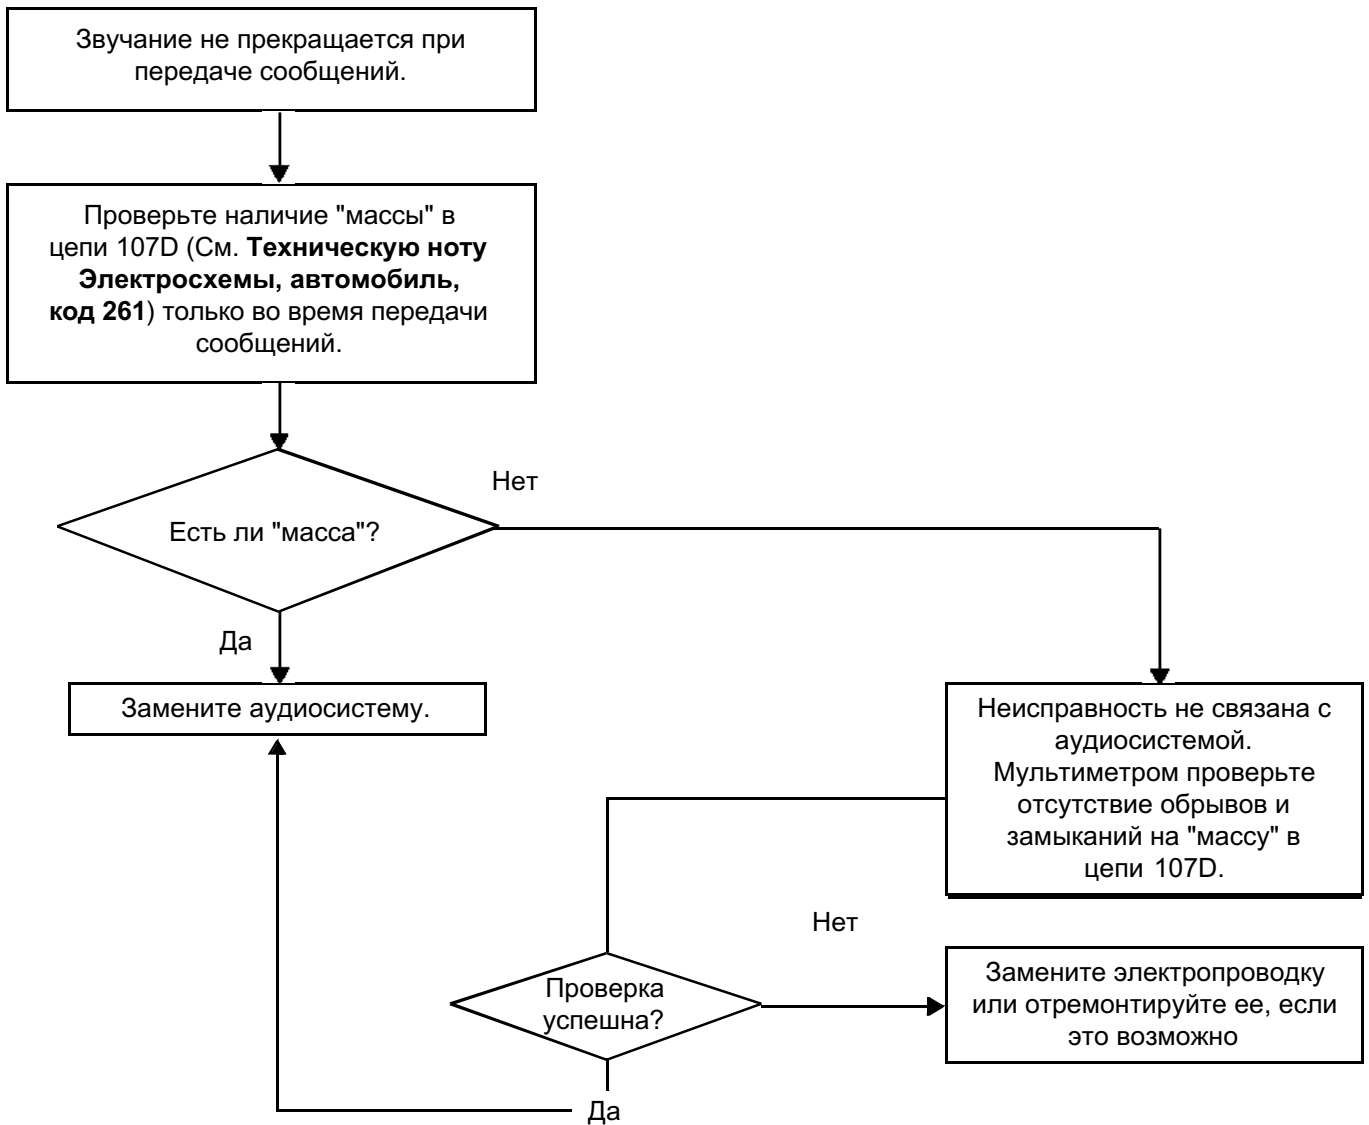 Звучание не прекращается при
передаче сообщений.
Проверьте наличие "массы" в
цепи 107D (См. Техническую ноту
Электросхемы, автомобиль,
код 261) только во время передачи
сообщений.
Нет
Есть ли "масса"?
Да
Замените аудиосистему.
Неисправность не связана с
аудиосистемой.
Мультиметром проверьте
отсутствие обрывов и
замыканий на "массу" в
цепи 107D.
Нет
Проверка
успешна?
Замените электропроводку
или отремонтируйте ее, если
это возможно
Да